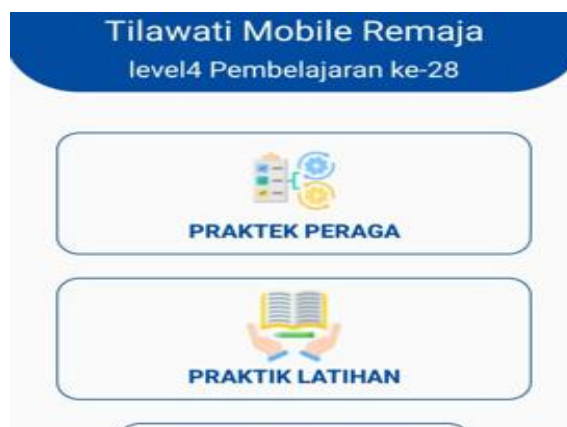 Tilawati Mobile Remaja
level4 Pembelajaran ke-28
PRAKTEK PERAGA
PRAKTIK LATIHAN